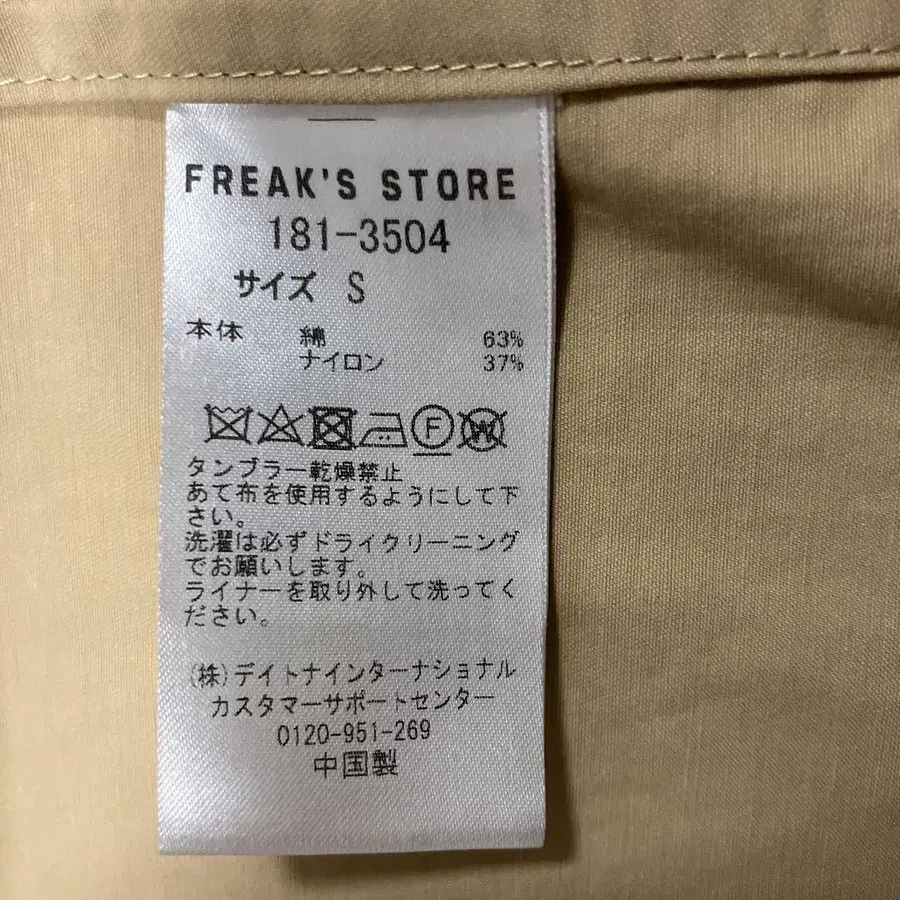 FREAK'S STORE
181-3504
サイズ S
本体 綿 63%
ナイロン 37%
F W
タンブラー乾燥禁止
あて布を使用するようにして下
さい。
洗濯は必ずドライクリーニング
でお願いします。
ライナーを取り外して洗ってく
ださい。
(株)デイトナインターナショナル
カスタマーサポートセンター
0120-951-269
中国製